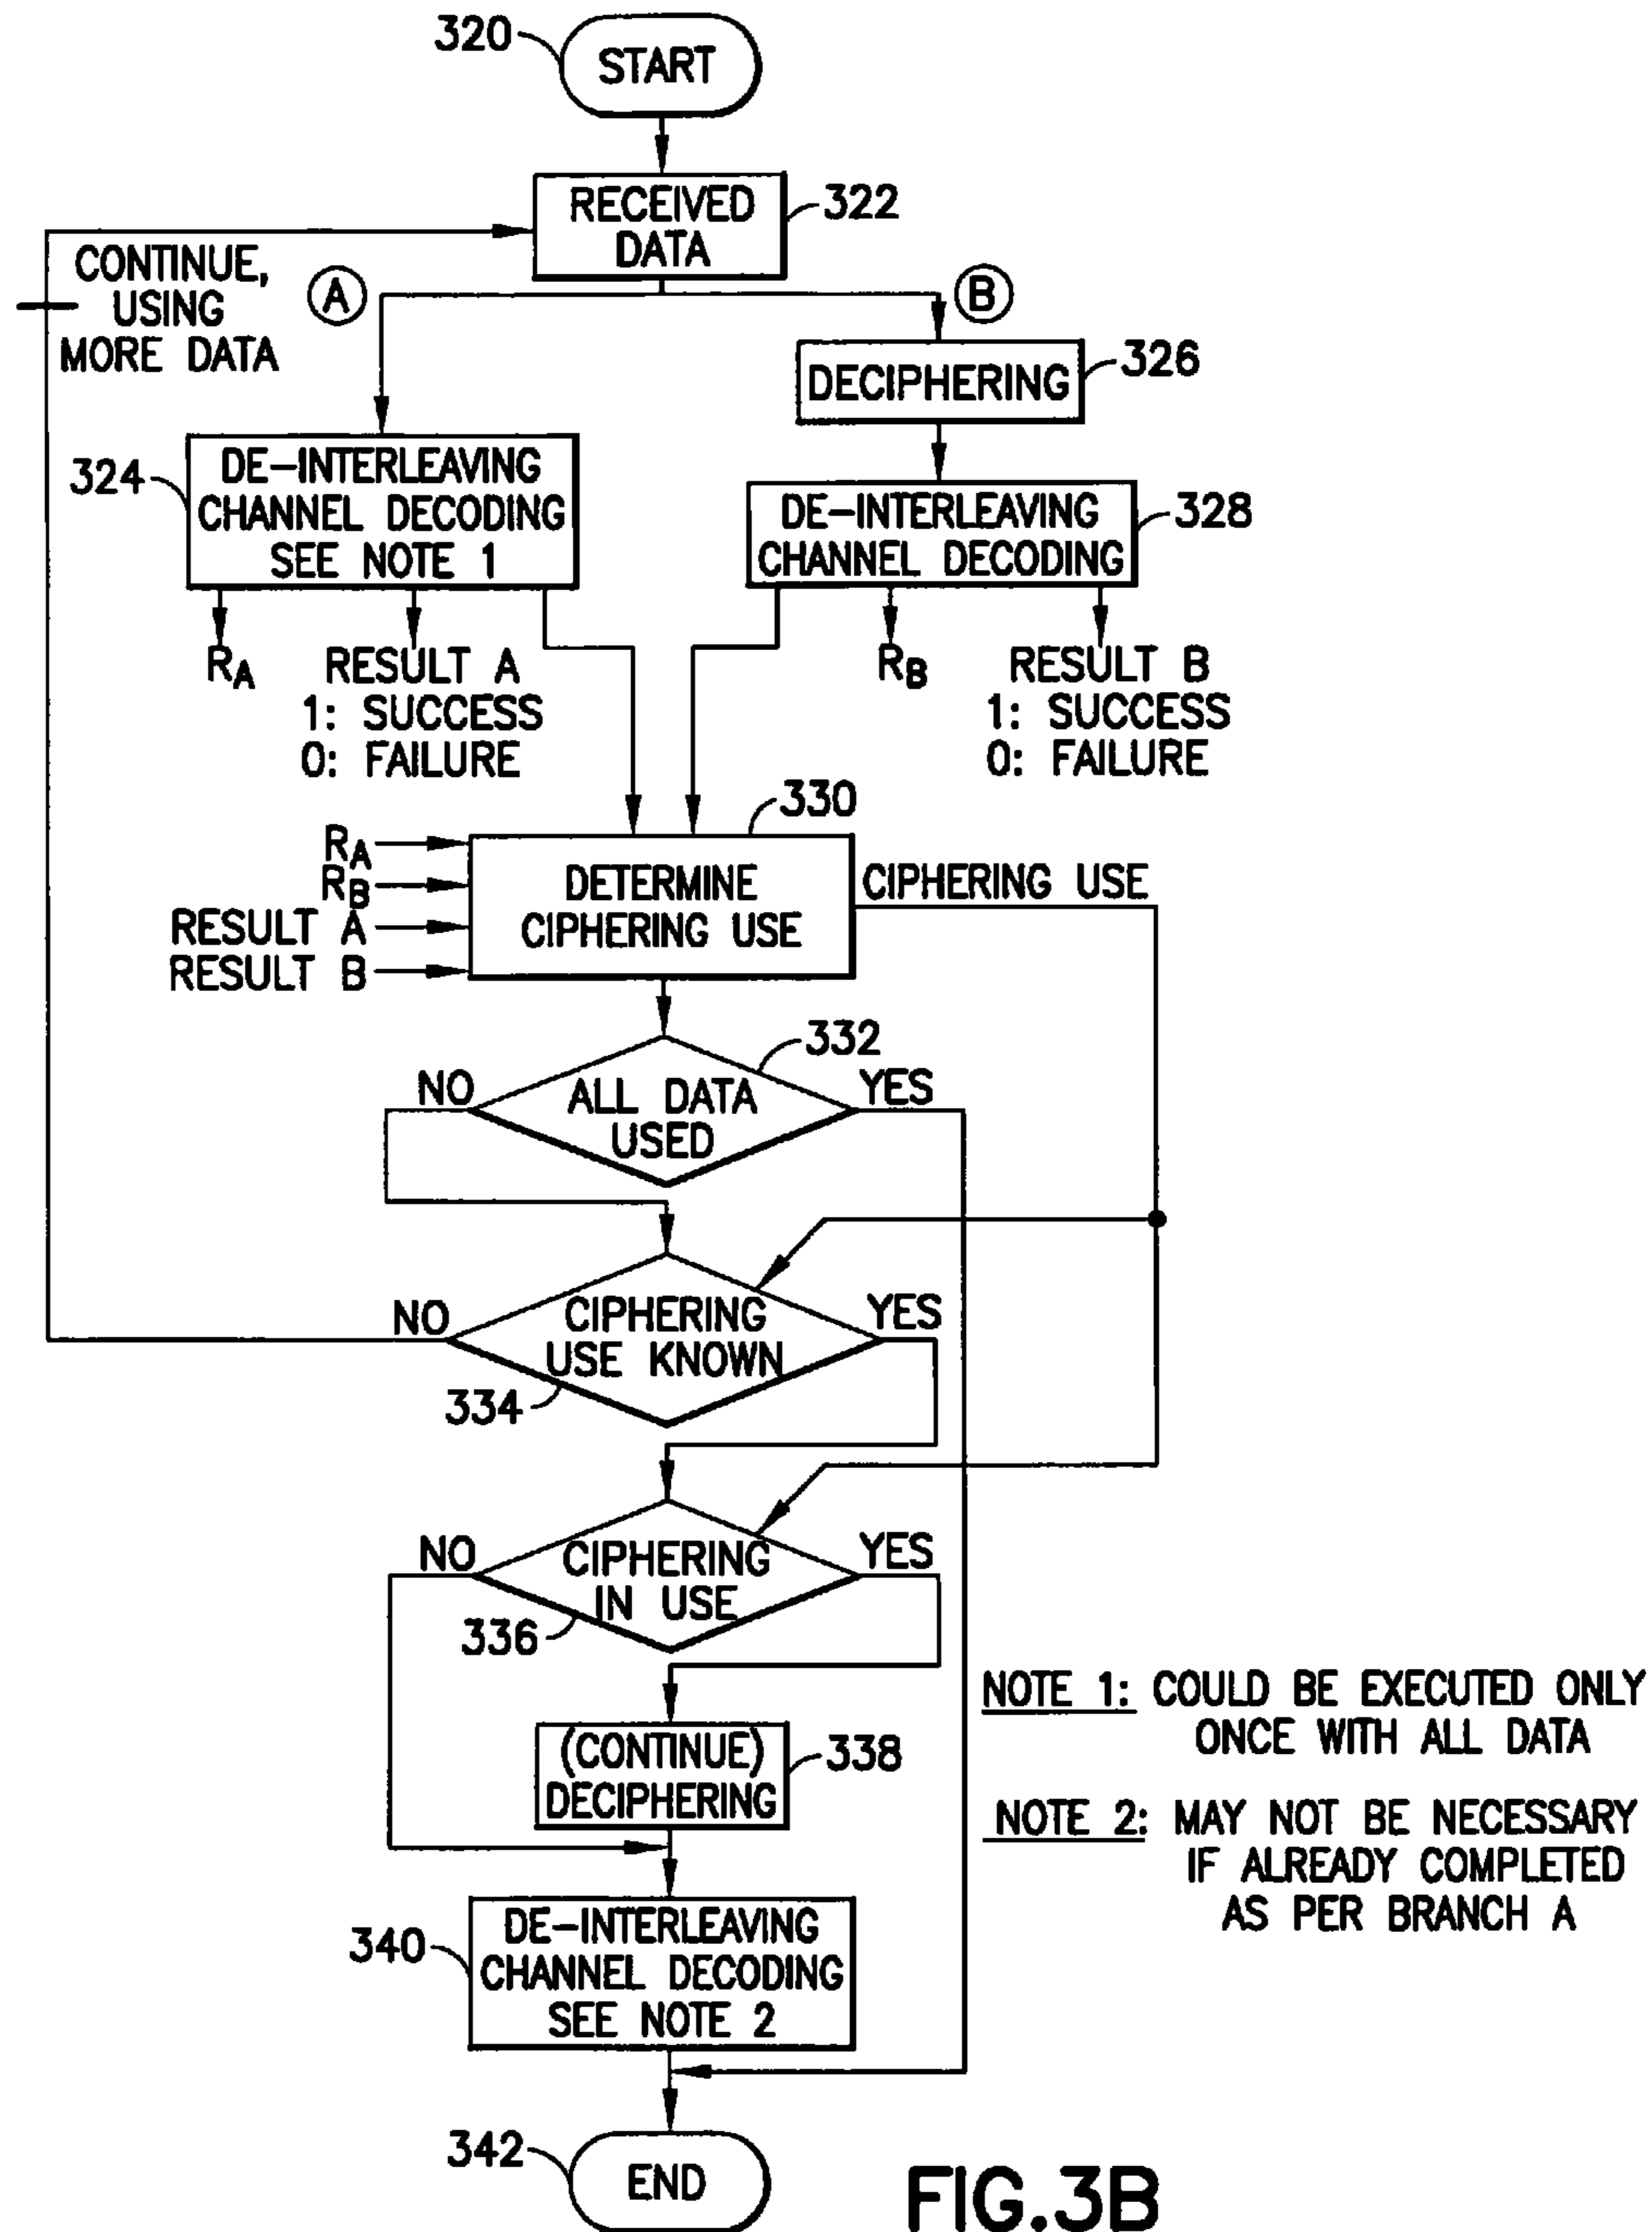 320
START
RECEIVED
DATA
322
CONTINUE,
USING
MORE DATA
A
B
DECIPHERING
326
324
DE-INTERLEAVING
CHANNEL DECODING
SEE NOTE 1
DE-INTERLEAVING
CHANNEL DECODING
328
RA
RESULT A
1: SUCCESS
0: FAILURE
RB
RESULT B
1: SUCCESS
0: FAILURE
330
RA
RB
RESULT A
RESULT B
DETERMINE
CIPHERING USE
CIPHERING USE
332
NO
ALL DATA
USED
YES
NO
CIPHERING
USE KNOWN
YES
334
NO
CIPHERING
IN USE
YES
336
(CONTINUE)
DECIPHERING
338
NOTE 1: COULD BE EXECUTED ONLY
ONCE WITH ALL DATA
NOTE 2: MAY NOT BE NECESSARY
IF ALREADY COMPLETED
AS PER BRANCH A
340
DE-INTERLEAVING
CHANNEL DECODING
SEE NOTE 2
342
END
FIG.3B